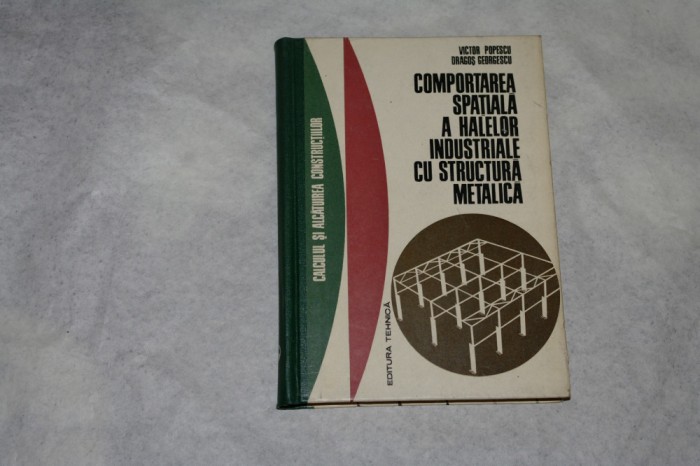 VICTOR POPESCU
DRAGOȘ GEORGESCU
COMPORTAREA
SPAȚIALĂ
A HALELOR
INDUSTRIALE
CU STRUCTURĂ
METALICĂ
CALCULUL ȘI ALCĂTUIREA CONSTRUCȚIILOR
EDITURA TEHNICĂ